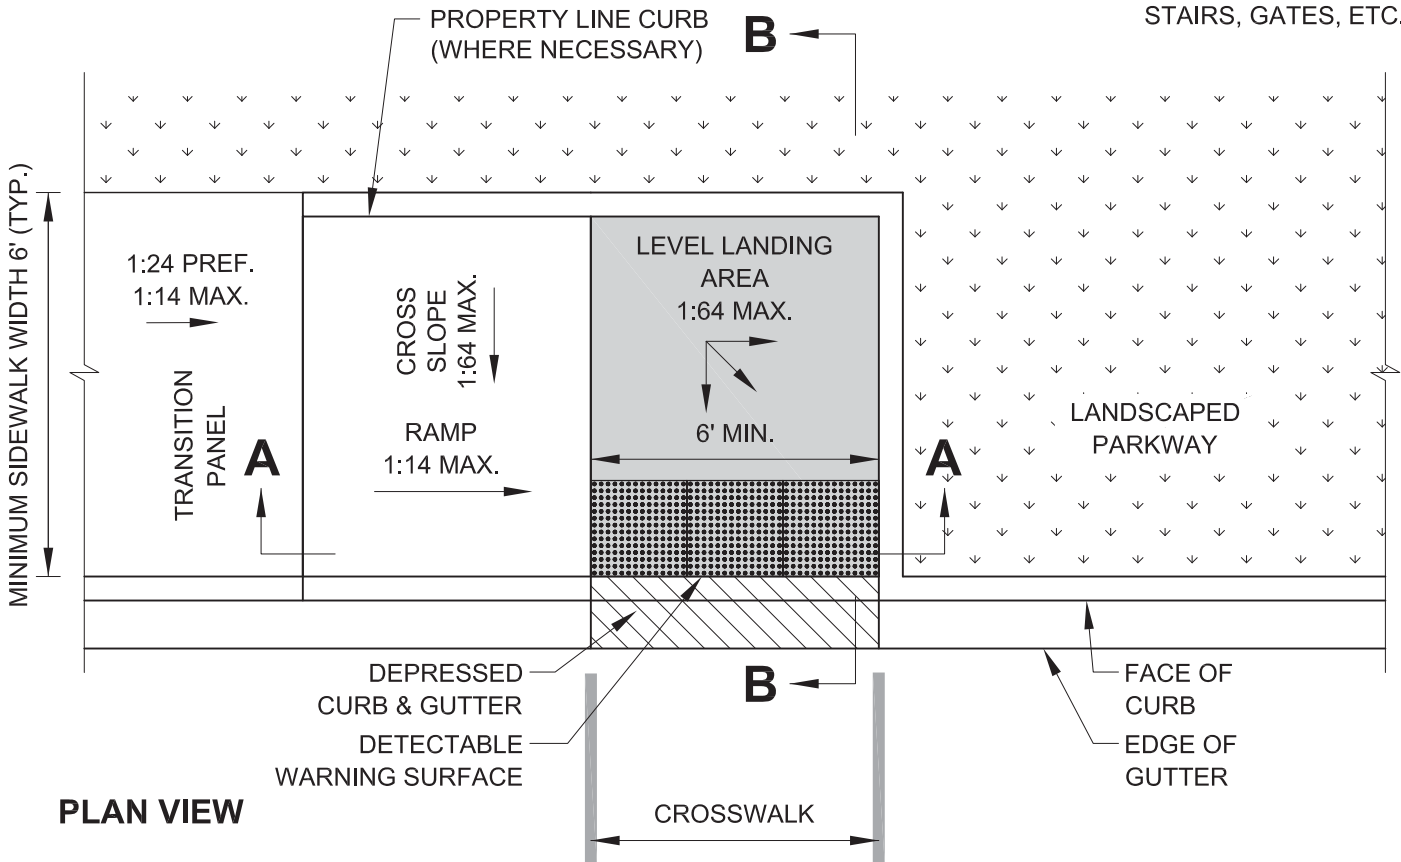 PROPERTY LINE CURB
(WHERE NECESSARY)
B
STAIRS, GATES, ETC.
MINIMUM SIDEWALK WIDTH 6' (TYP.)
1:24 PREF.
1:14 MAX.
TRANSITION
PANEL
A
CROSS
SLOPE
1:64 MAX.
RAMP
1:14 MAX.
LEVEL LANDING
AREA
1:64 MAX.
6' MIN.
A
LANDSCAPED
PARKWAY
DEPRESSED
CURB & GUTTER
DETECTABLE
WARNING SURFACE
B
FACE OF
CURB
EDGE OF
GUTTER
PLAN VIEW
CROSSWALK